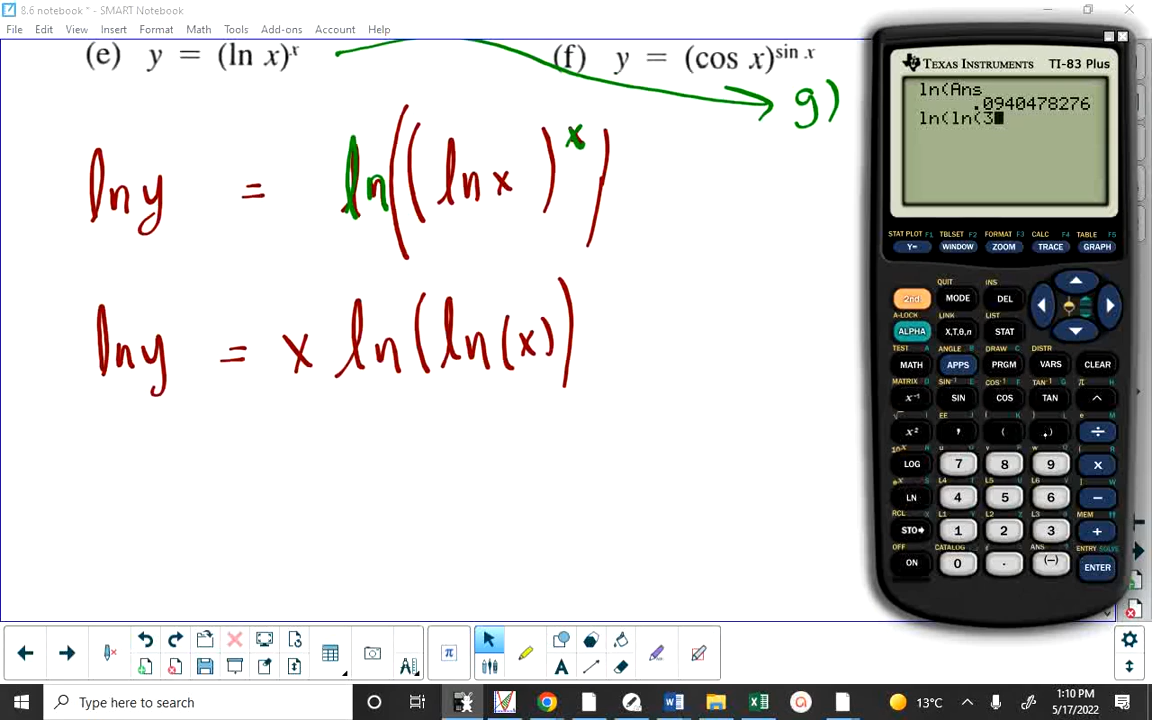 8.6 notebook * - SMART Notebook
File Edit View Insert Format Math Tools Add-ons Account Help
(e) y = (ln x)^x (f) y = (cos x)^sin x
g)
ln y = ln((ln x)^x)
ln y = x ln(ln(x))
TEXAS INSTRUMENTS TI-83 Plus
ln(Ans
.0940478276
ln(ln(3
STAT PLOT F1 TBLSET F2 FORMAT F3 CALC F4 TABLE F5
Y= WINDOW ZOOM TRACE GRAPH
QUIT INS
2nd MODE DEL
A-LOCK LINK LIST
ALPHA X,T,θ,n STAT
TEST A ANGLE B DRAW C DISTR
MATH APPS PRGM VARS CLEAR
MATRIX D SIN⁻¹ E COS⁻¹ F TAN⁻¹ G π H
x⁻¹ SIN COS TAN ^
√ I EE J { K } L e M
x² , ( ) ÷
10ˣ N u O v P w Q [ R
LOG 7 8 9 x
eˣ S L4 T L5 U L6 V ] W
LN 4 5 6 −
RCL X L1 Y L2 Z L3 θ MEM "
STO➔ 1 2 3 +
OFF CATALOG i : ANS ? ENTRY SOLVE
ON 0 . (−) ENTER
π A
Type here to search
13°C
1:10 PM
5/17/2022